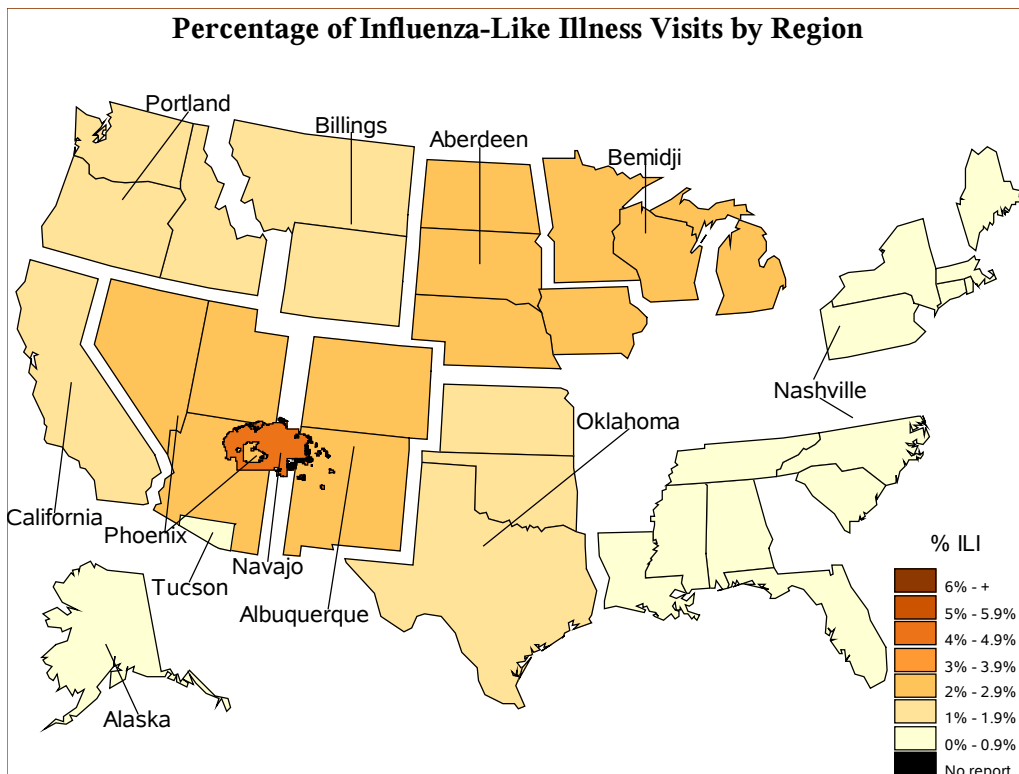 Percentage of Influenza-Like Illness Visits by Region
Portland
Billings
Aberdeen
Bemidji
Nashville
Oklahoma
California
Phoenix
Tucson
Navajo
Albuquerque
Alaska
% ILI
6% - +
5% - 5.9%
4% - 4.9%
3% - 3.9%
2% - 2.9%
1% - 1.9%
0% - 0.9%
No report